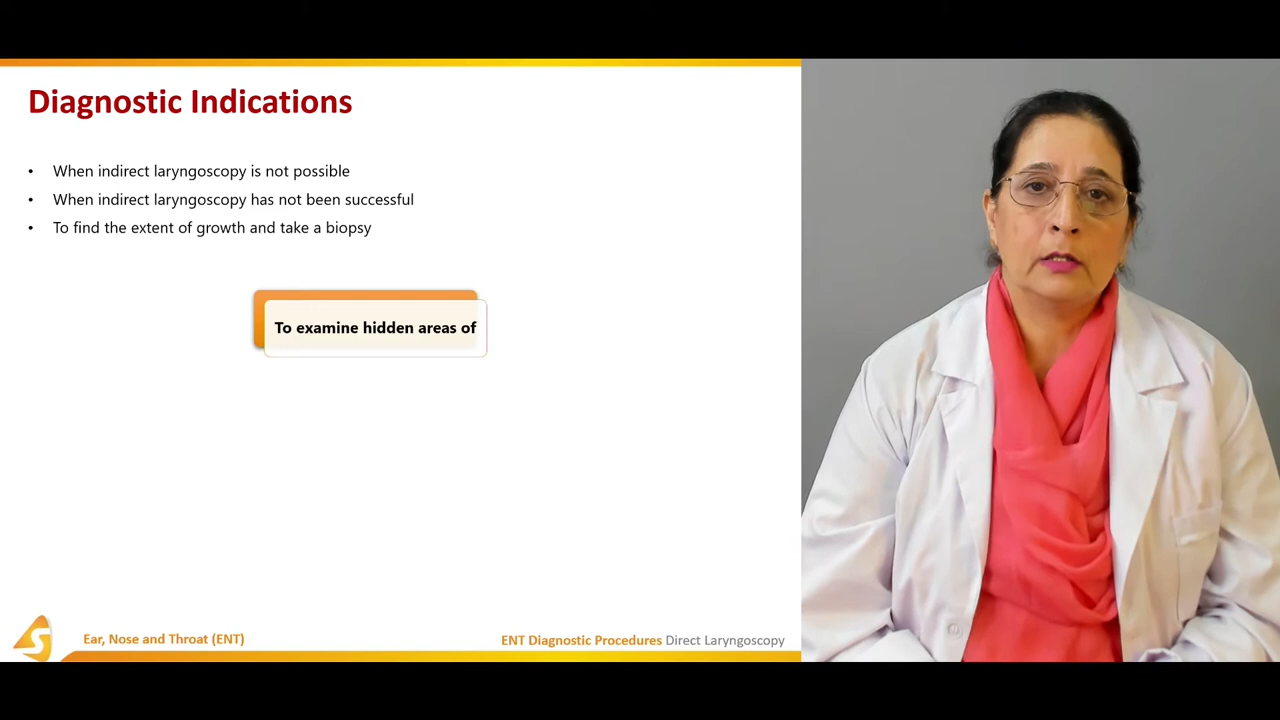 Diagnostic Indications
• When indirect laryngoscopy is not possible
• When indirect laryngoscopy has not been successful
• To find the extent of growth and take a biopsy
To examine hidden areas of
S
Ear, Nose and Throat (ENT)
ENT Diagnostic Procedures Direct Laryngoscopy